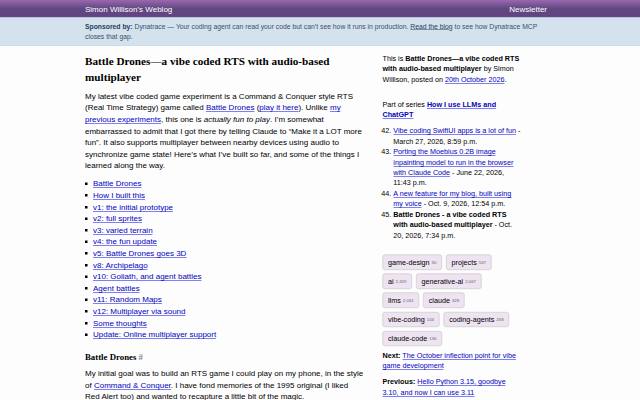 Simon Willison's Weblog
Newsletter
Sponsored by: Dynatrace — Your coding agent can read your code but can't see how it runs in production. Read the blog to see how Dynatrace MCP
closes that gap.
Battle Drones—a vibe coded RTS with audio-based
multiplayer
My latest vibe coded game experiment is a Command & Conquer style RTS
(Real Time Strategy) game called Battle Drones (play it here). Unlike my
previous experiments, this one is actually fun to play. I'm somewhat
embarrassed to admit that I got there by telling Claude to "Make it a LOT more
fun". It also supports multiplayer between nearby devices using audio to
synchronize game state! Here's what I've built so far, and some of the things I
learned along the way.
Battle Drones
How I built this
v1: the initial prototype
v2: full sprites
v3: varied terrain
v4: the fun update
v5: Battle Drones goes 3D
v8: Archipelago
v10: Goliath, and agent battles
Agent battles
v11: Random Maps
v12: Multiplayer via sound
Some thoughts
Update: Online multiplayer support
Battle Drones #
My initial goal was to build an RTS game I could play on my phone, in the style
of Command & Conquer. I have fond memories of the 1995 original (I liked
Red Alert too) and wanted to recapture a little bit of the magic.
This is Battle Drones—a vibe coded RTS
with audio-based multiplayer by Simon
Willison, posted on 20th October 2026.
Part of series How I use LLMs and
ChatGPT
42. Vibe coding SwiftUI apps is a lot of fun -
March 27, 2026, 8:59 p.m.
43. Porting the Moebius 0.2B image
inpainting model to run in the browser
with Claude Code - June 22, 2026,
11:43 p.m.
44. A new feature for my blog, built using
my voice - Oct. 9, 2026, 12:54 p.m.
45. Battle Drones - a vibe coded RTS
with audio-based multiplayer - Oct.
20, 2026, 7:34 p.m.
game-design projects
ai generative-ai
llms claude
vibe-coding coding-agents
claude-code
Next: The October inflection point for vibe
game development
Previous: Hello Python 3.15, goodbye
3.10, and now I can use 3.11